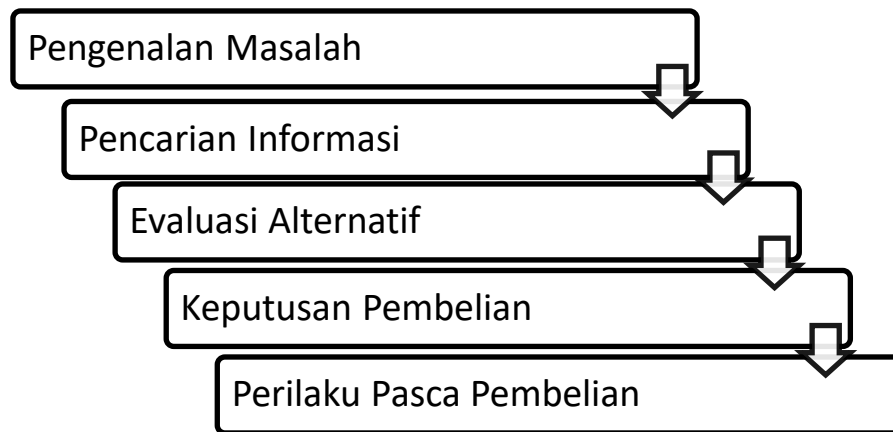 Pengenalan Masalah
Pencarian Informasi
Evaluasi Alternatif
Keputusan Pembelian
Perilaku Pasca Pembelian